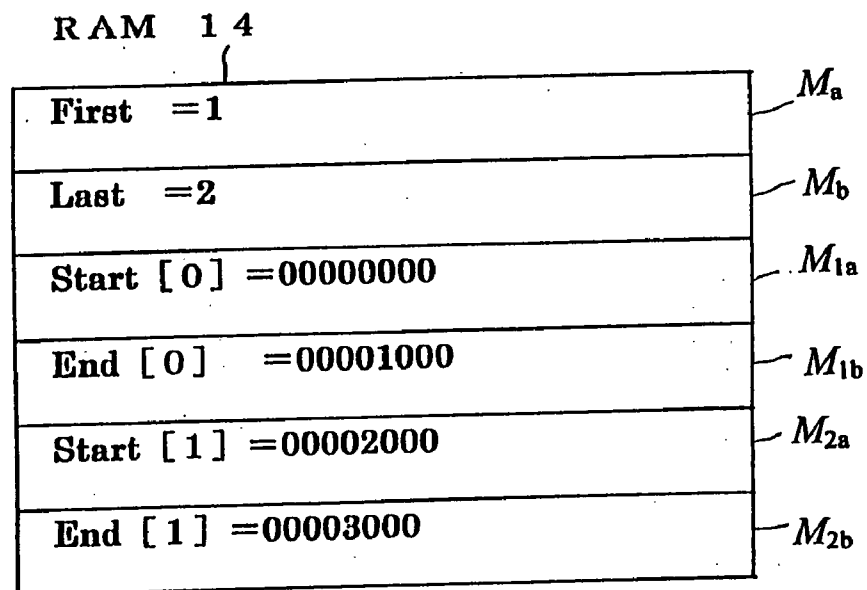 RAM 14
First =1 Ma
Last =2 Mb
Start [0] =00000000 M1a
End [0] =00001000 M1b
Start [1] =00002000 M2a
End [1] =00003000 M2b